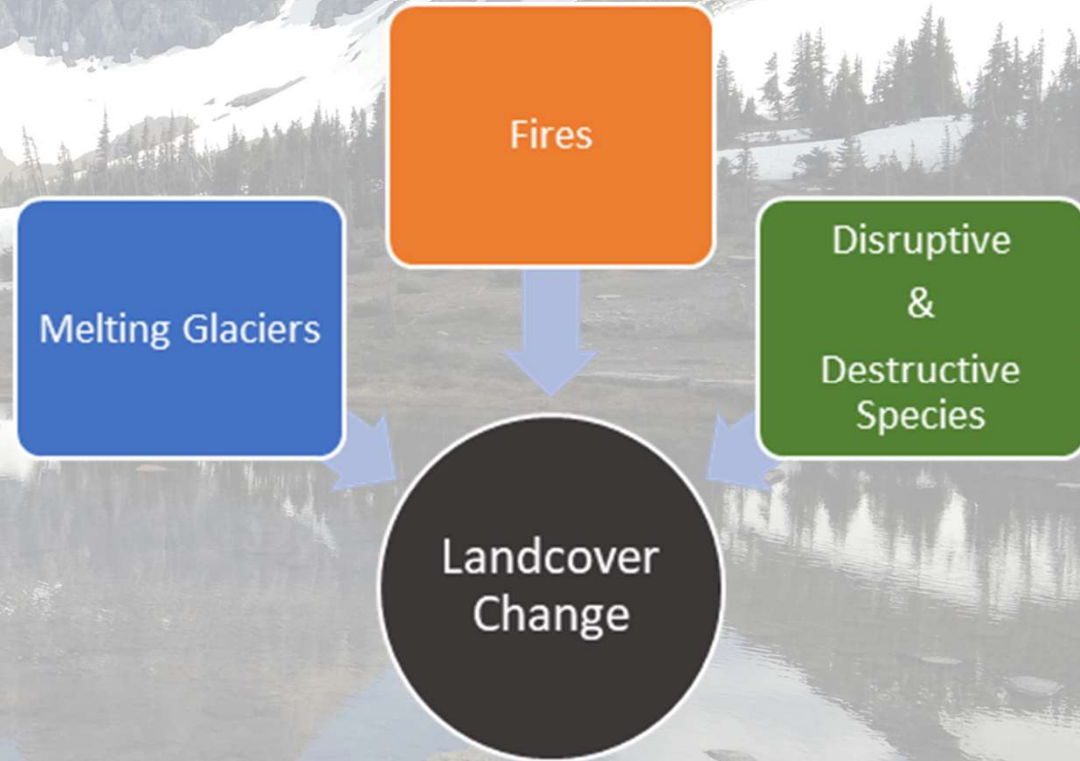 Fires
Melting Glaciers
Disruptive
&
Destructive
Species
Landcover
Change